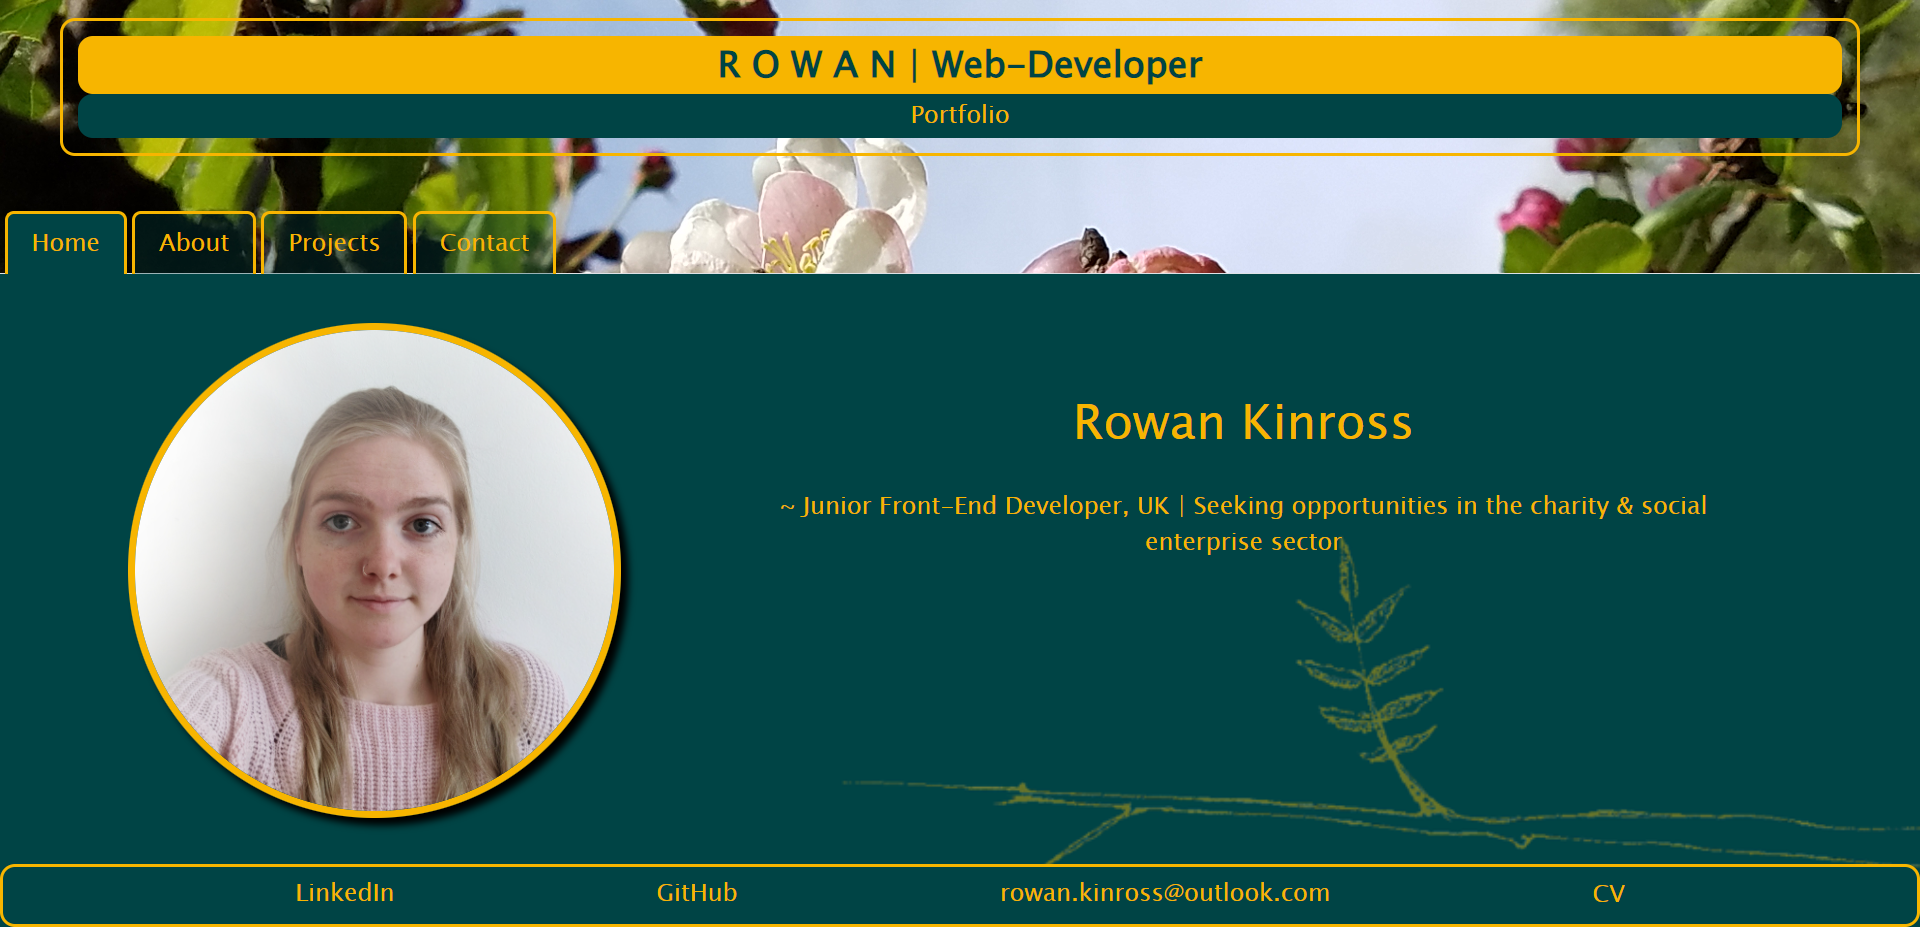 R O W A N | Web-Developer
Portfolio
Home
About
Projects
Contact
Rowan Kinross
~ Junior Front-End Developer, UK | Seeking opportunities in the charity & social
enterprise sector
LinkedIn
GitHub
rowan.kinross@outlook.com
CV